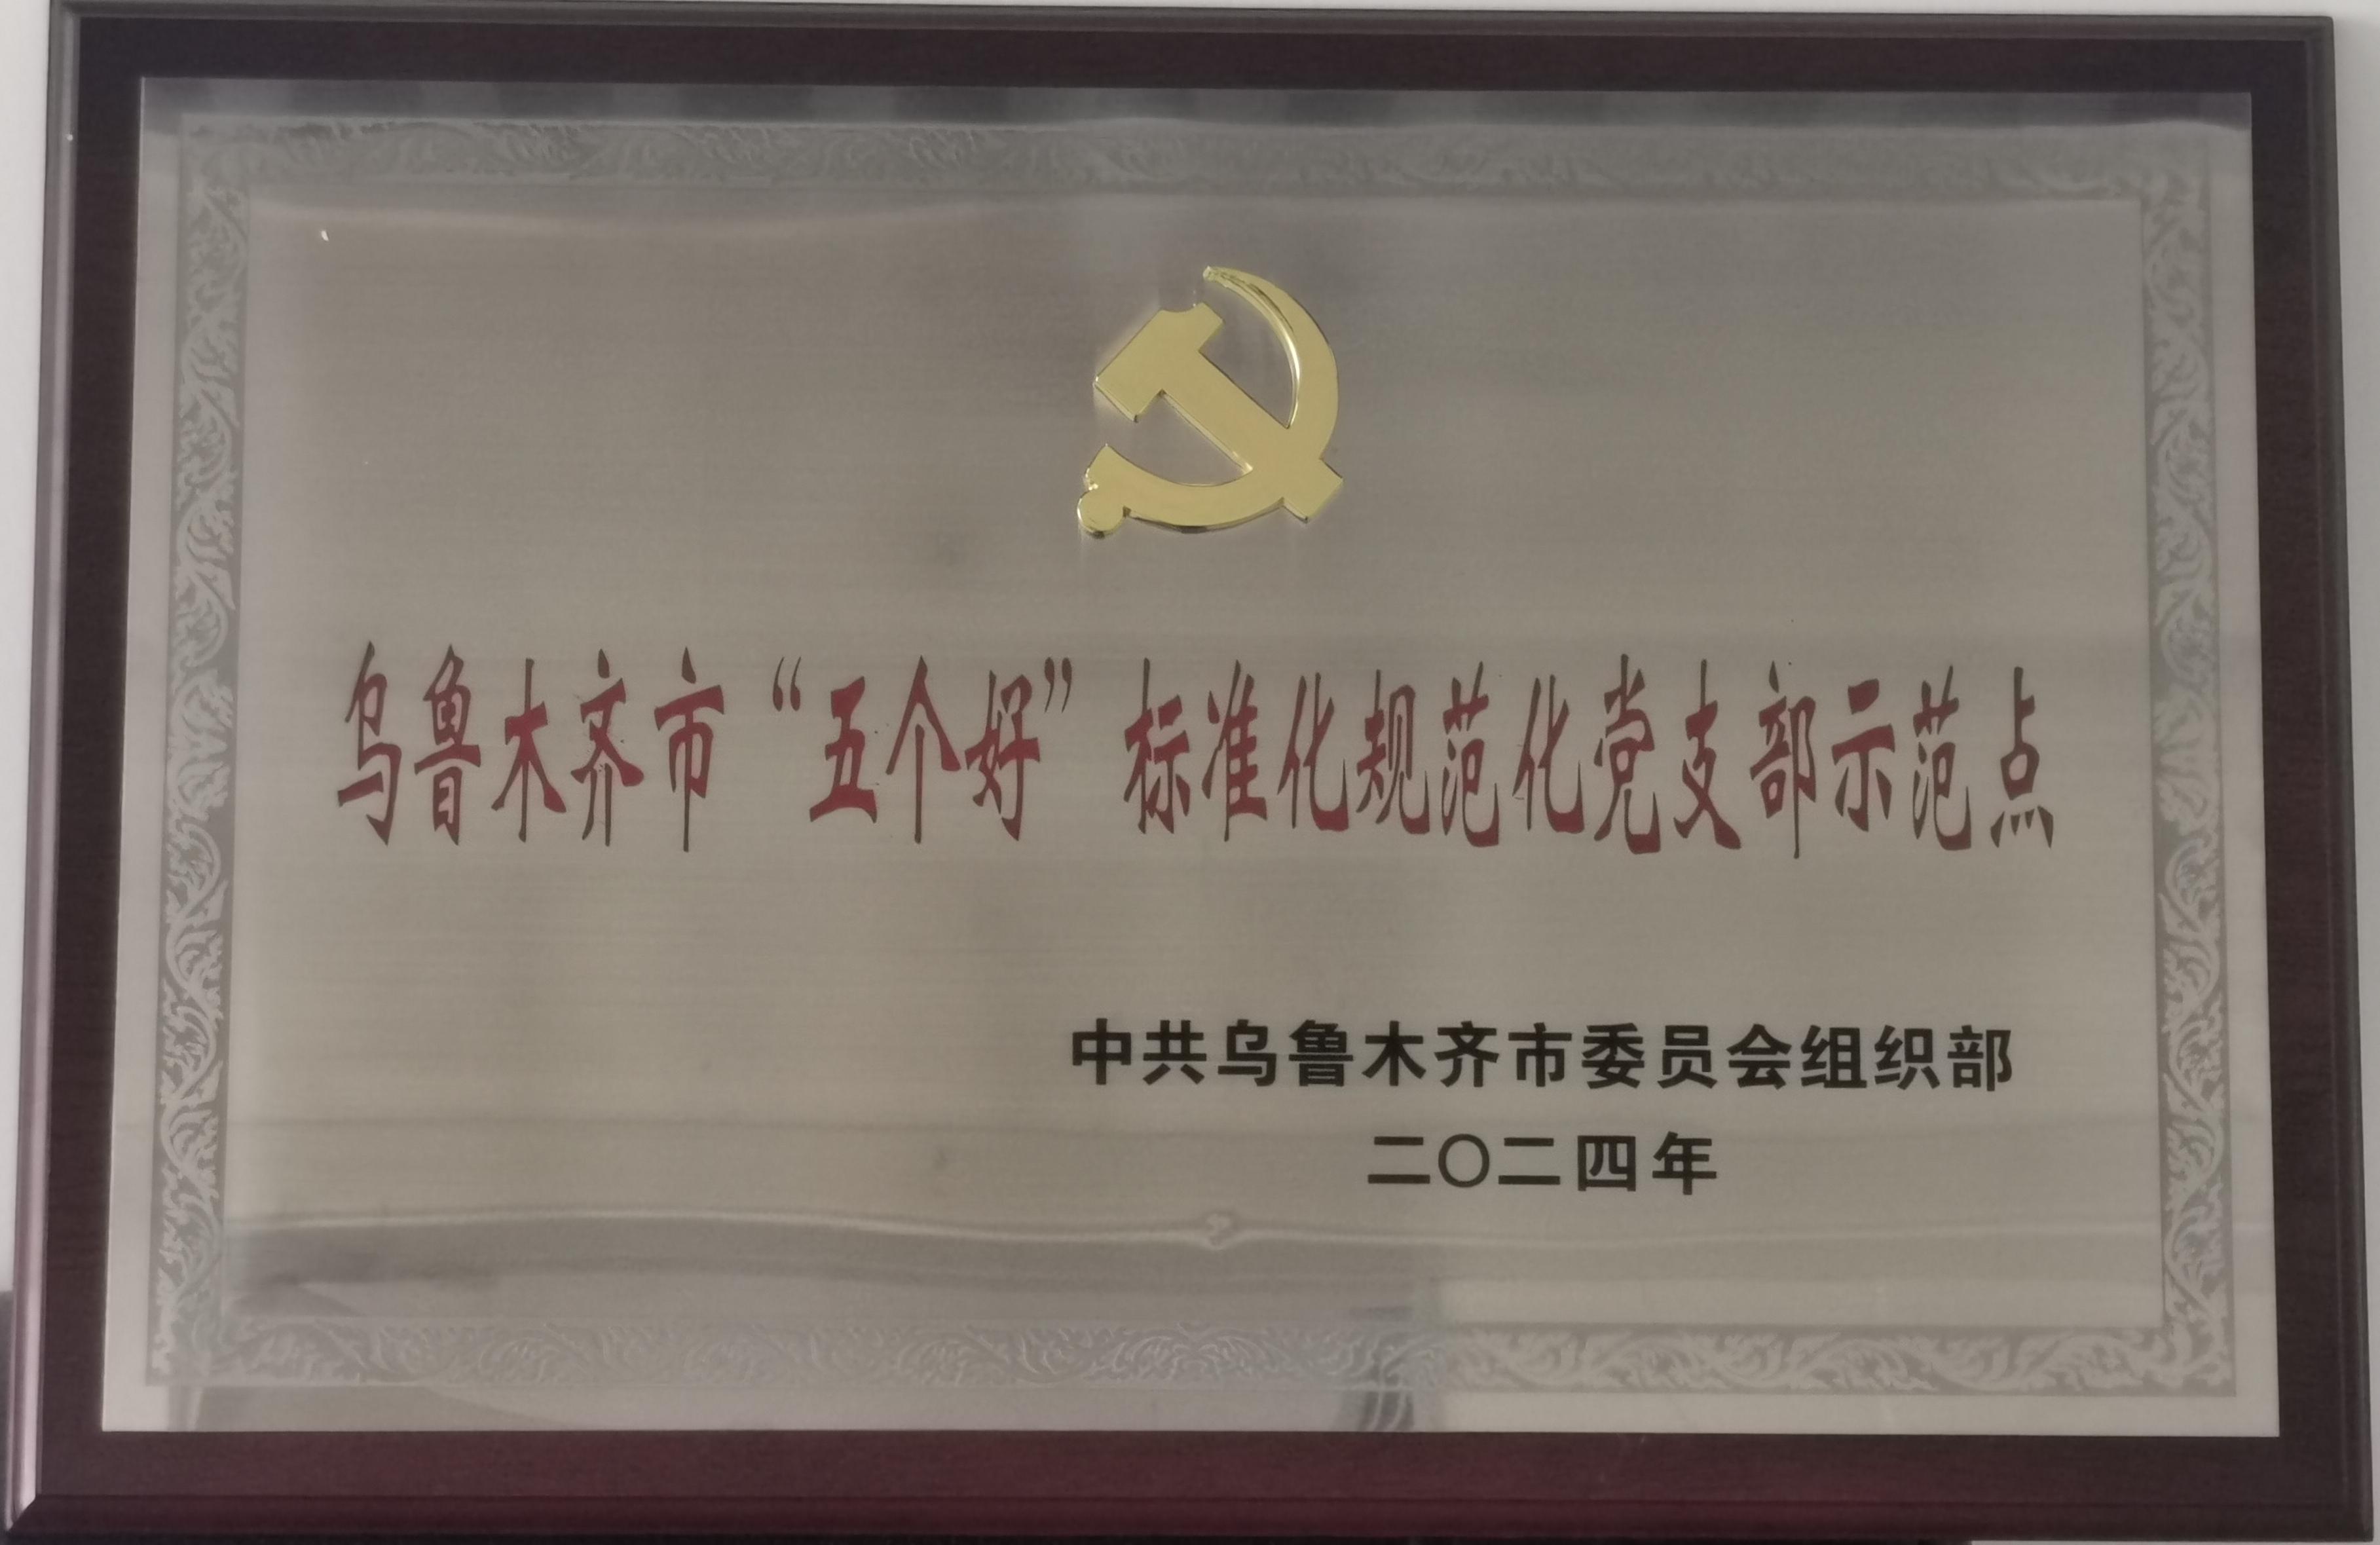 乌鲁木齐市“五个好”标准化规范化党支部示范点
中共乌鲁木齐市委员会组织部
二〇二四年